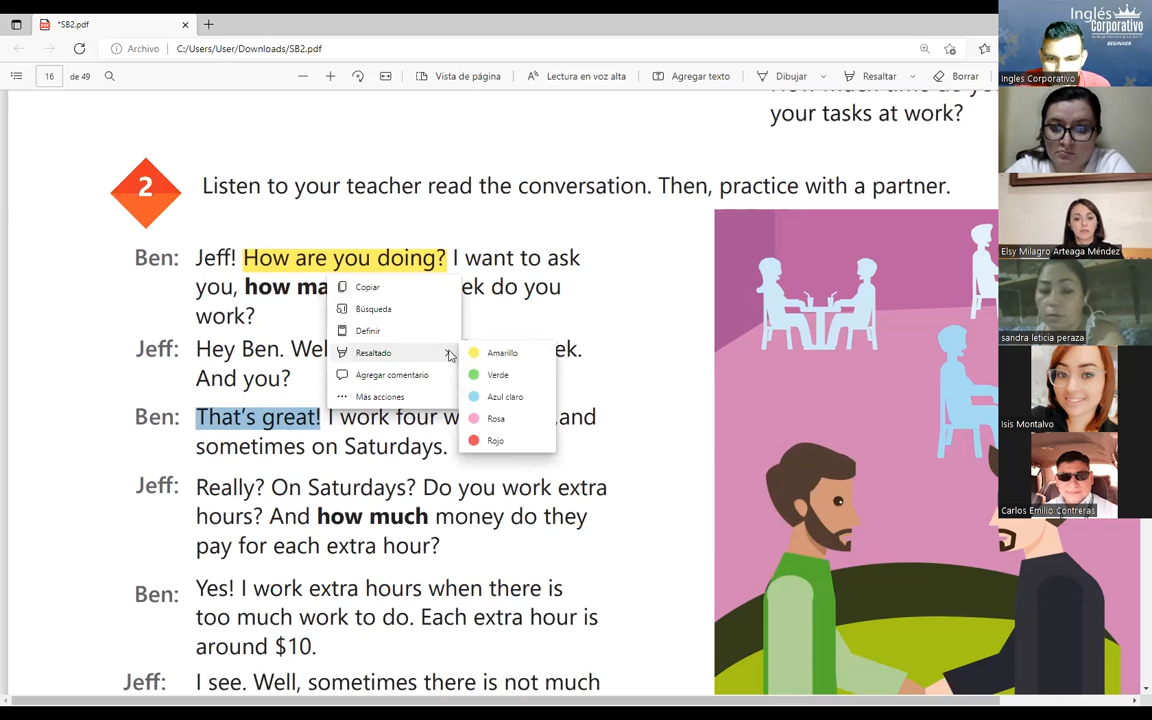 *SB2.pdf
Archivo
C:/Users/User/Downloads/SB2.pdf
16
de 49
Vista de página
Lectura en voz alta
Agregar texto
Dibujar
Resaltar
Borrar
your tasks at work?
2
Listen to your teacher read the conversation. Then, practice with a partner.
Ben: Jeff! How are you doing? I want to ask
you, how ma ek do you
work?
Jeff: Hey Ben. Wel ek.
And you?
Ben: That's great! I work four w ,and
sometimes on Saturdays.
Jeff: Really? On Saturdays? Do you work extra
hours? And how much money do they
pay for each extra hour?
Ben: Yes! I work extra hours when there is
too much work to do. Each extra hour is
around $10.
Jeff: I see. Well, sometimes there is not much
Copiar
Búsqueda
Definir
Resaltado
Agregar comentario
Más acciones
Amarillo
Verde
Azul claro
Rosa
Rojo
Inglés
Corporativo
BEGINNER
Ingles Corporativo
Elsy Milagro Arteaga Méndez
sandra leticia peraza
Isis Montalvo
Carlos Emilio Contreras